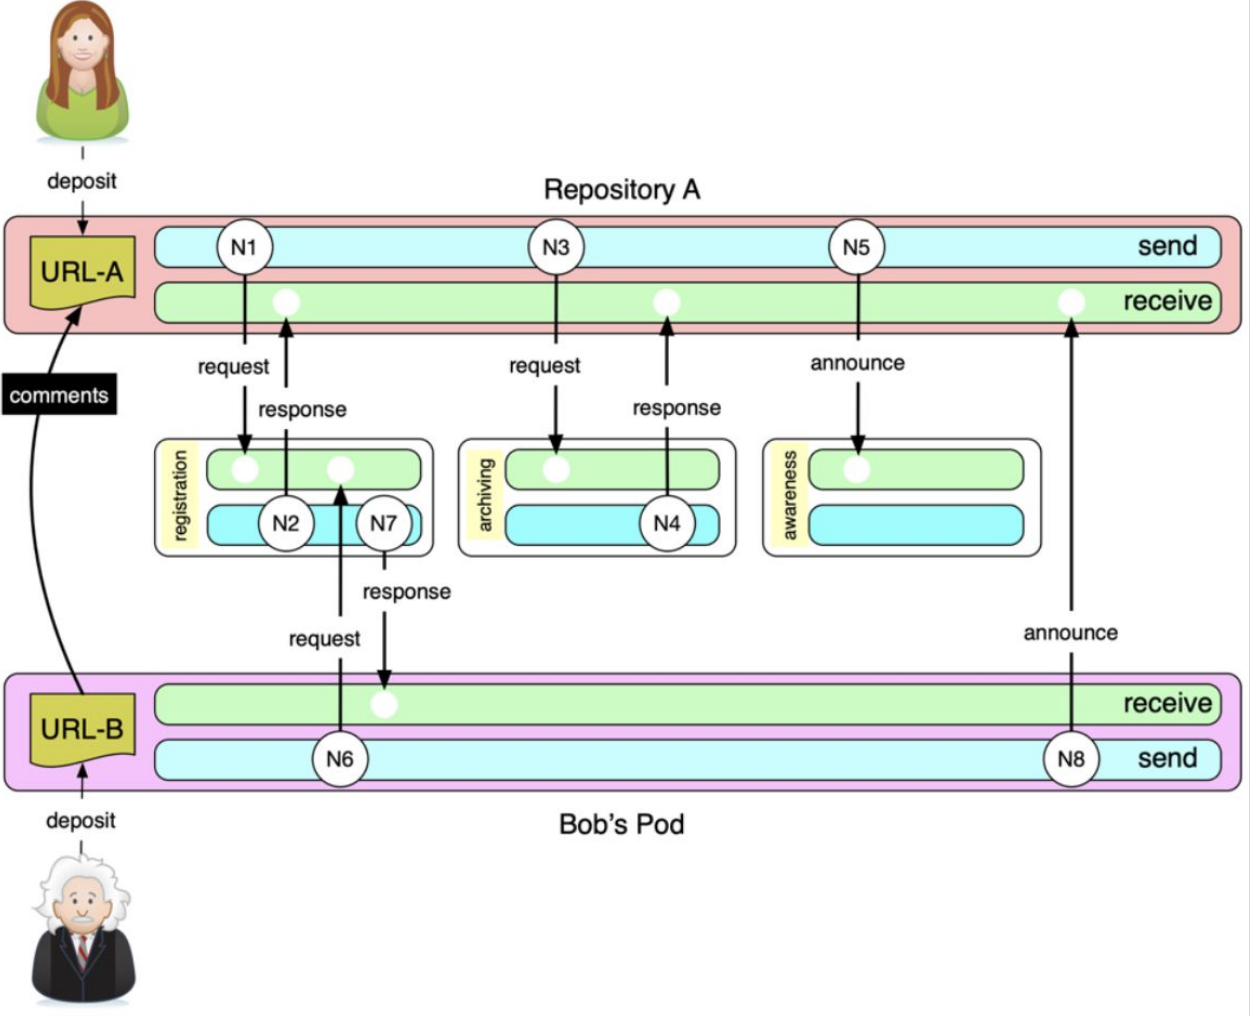 deposit
Repository A
URL-A
N1
N3
N5
send
receive
request
response
request
response
announce
comments
registration
N2
N7
archiving
N4
awareness
response
request
announce
URL-B
receive
N6
N8
send
deposit
Bob's Pod